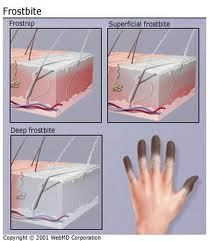 Frostbite
Frostnip
Superficial frostbite
Deep frostbite
Copyright © 2001 WebMD Corporation